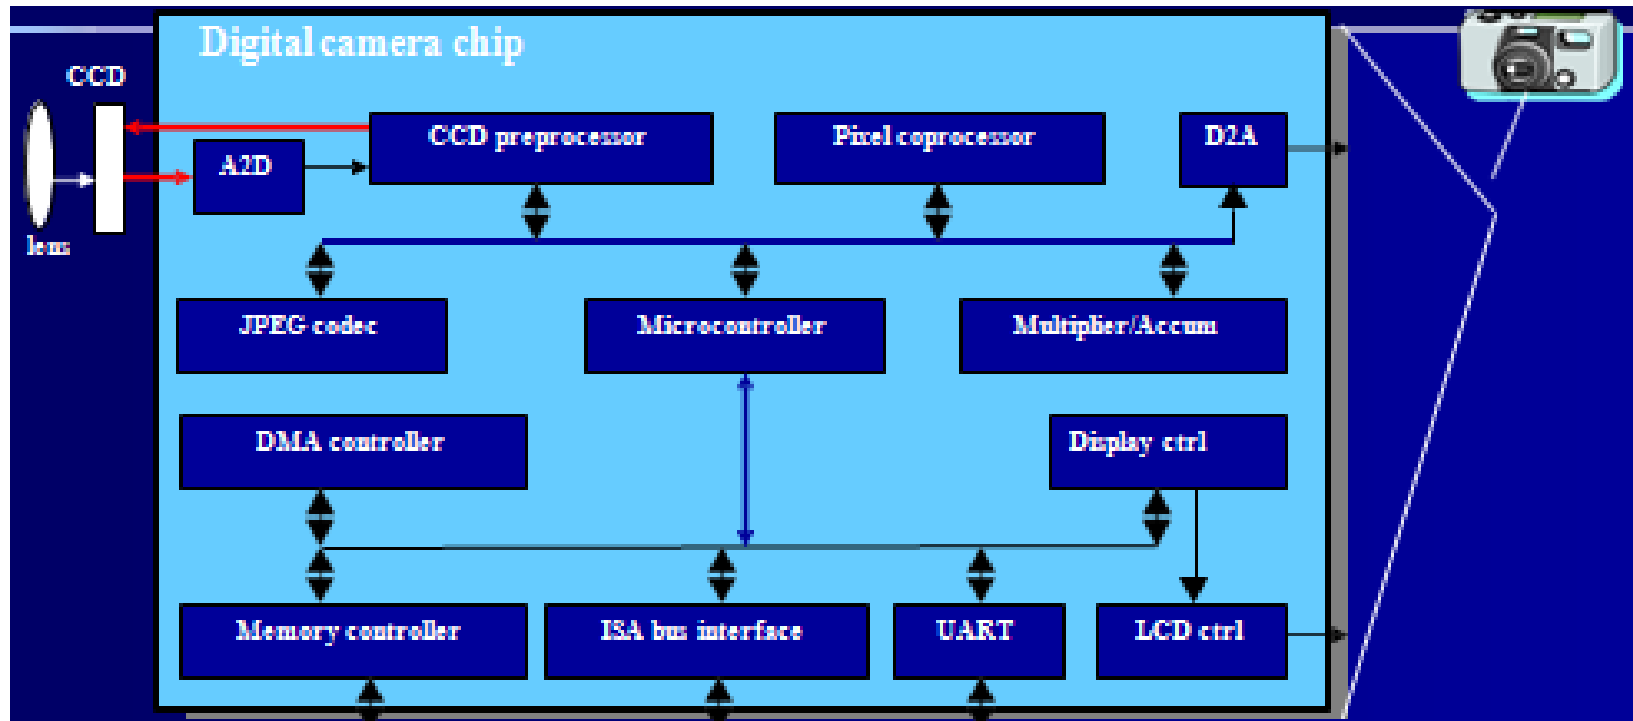 Digital camera chip
CCD
CCD preprocessor
Pixel coprocessor
D2A
A2D
lens
JPEG codec
Microcontroller
Multiplier/Accum
DMA controller
Display ctrl
Memory controller
ISA bus interface
UART
LCD ctrl